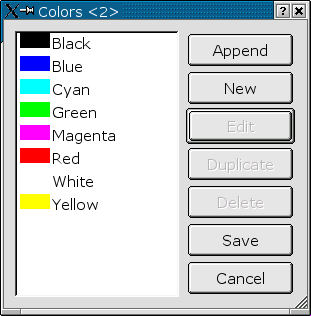 Colors <2>
?
Black
Blue
Cyan
Green
Magenta
Red
White
Yellow
Append
New
Edit
Duplicate
Delete
Save
Cancel